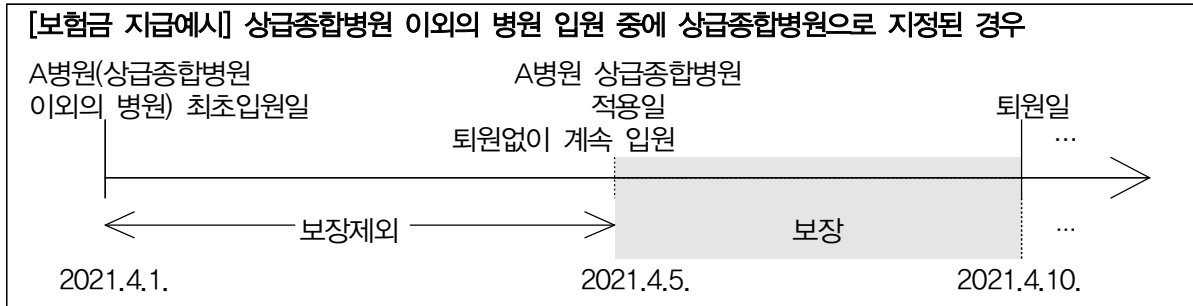 [보험금 지급예시] 상급종합병원 이외의 병원 입원 중에 상급종합병원으로 지정된 경우
A병원(상급종합병원
이외의 병원) 최초입원일
A병원 상급종합병원
적용일
퇴원없이 계속 입원
퇴원일
...
보장제외
보장
...
2021.4.1.
2021.4.5.
2021.4.10.